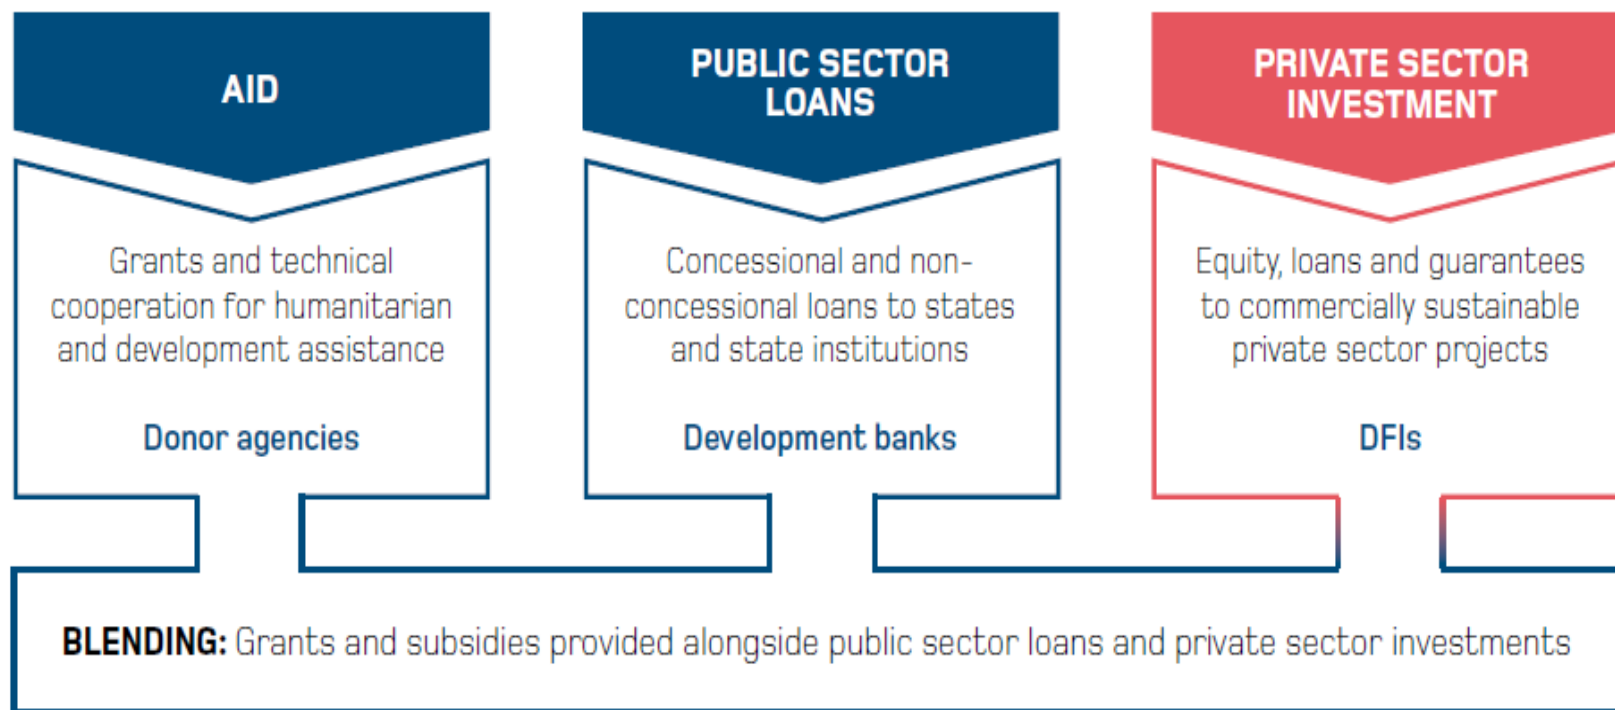 AID
Grants and technical
cooperation for humanitarian
and development assistance
Donor agencies
PUBLIC SECTOR
LOANS
Concessional and non-
concessional loans to states
and state institutions
Development banks
PRIVATE SECTOR
INVESTMENT
Equity, loans and guarantees
to commercially sustainable
private sector projects
DFIs
BLENDING: Grants and subsidies provided alongside public sector loans and private sector investments